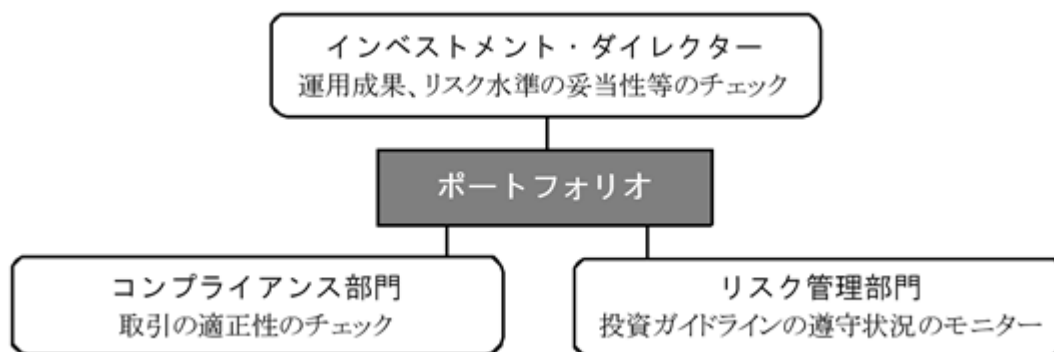 インベストメント・ダイレクター
運用成果、リスク水準の妥当性等のチェック
ポートフォリオ
コンプライアンス部門
取引の適正性のチェック
リスク管理部門
投資ガイドラインの遵守状況のモニター